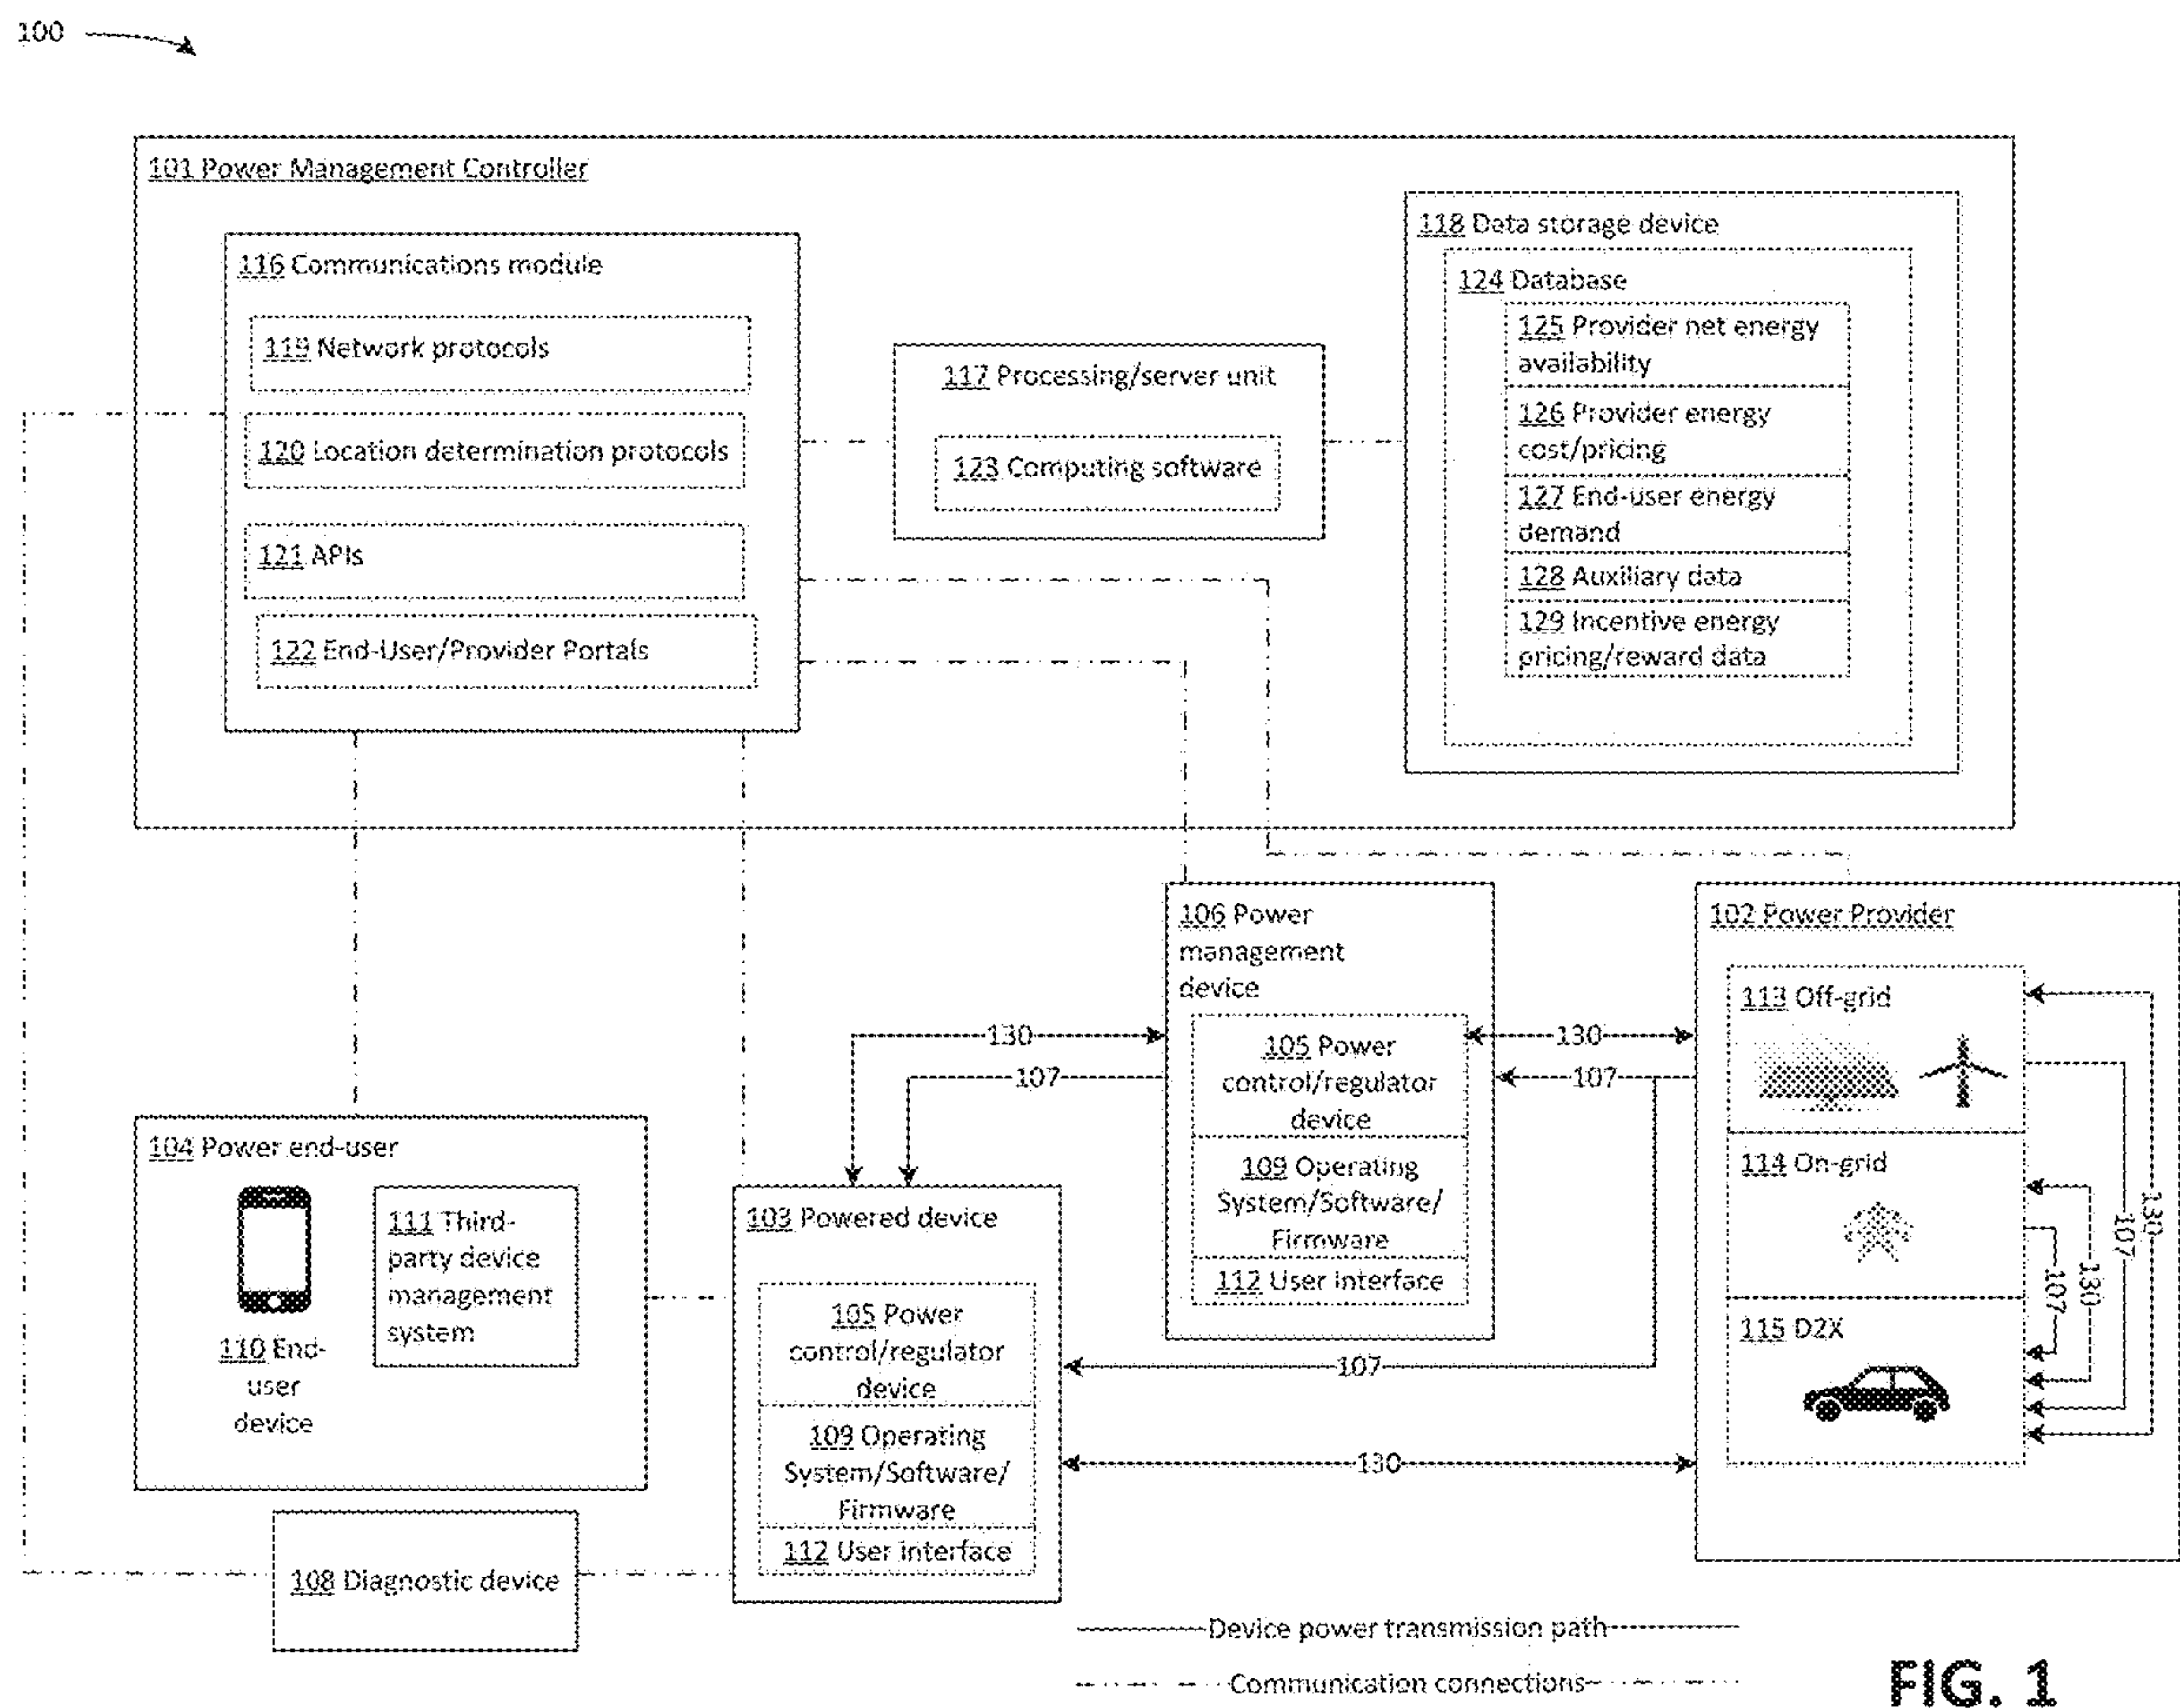 100
101 Power Management Controller
116 Communications module
119 Network protocols
120 Location determination protocols
121 APIs
122 End-User/Provider Portals
117 Processing/server unit
123 Computing software
118 Data storage device
124 Database
125 Provider net energy
availability
126 Provider energy
cost/pricing
127 End-user energy
demand
128 Auxiliary data
129 Incentive energy
pricing/reward data
106 Power
management
device
105 Power
control/regulator
device
109 Operating
System/Software/
Firmware
112 User interface
102 Power Provider
113 Off-grid
114 On-grid
115 D2X
130
107
130
107
107
130
107
130
107
130
104 Power end-user
110 End-
user
device
111 Third-
party device
management
system
103 Powered device
105 Power
control/regulator
device
109 Operating
System/Software/
Firmware
112 User interface
108 Diagnostic device
Device power transmission path
Communication connections
FIG. 1